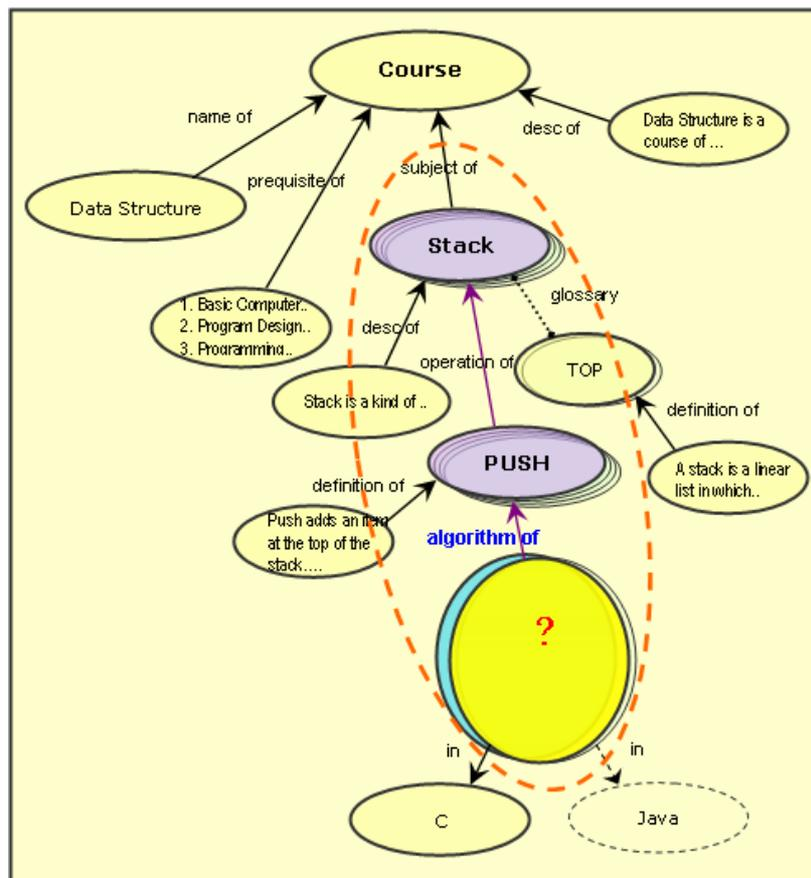 Course
name of
desc of
Data Structure is a
course of ...
prequisite of
subject of
Data Structure
Stack
1. Basic Computer..
2. Program Design..
3. Programming..
glossary
desc of
operation of
TOP
Stack is a kind of ..
definition of
PUSH
A stack is a linear
list in which..
definition of
Push adds an item
at the top of the
stack....
algorithm of
?
in
in
C
Java